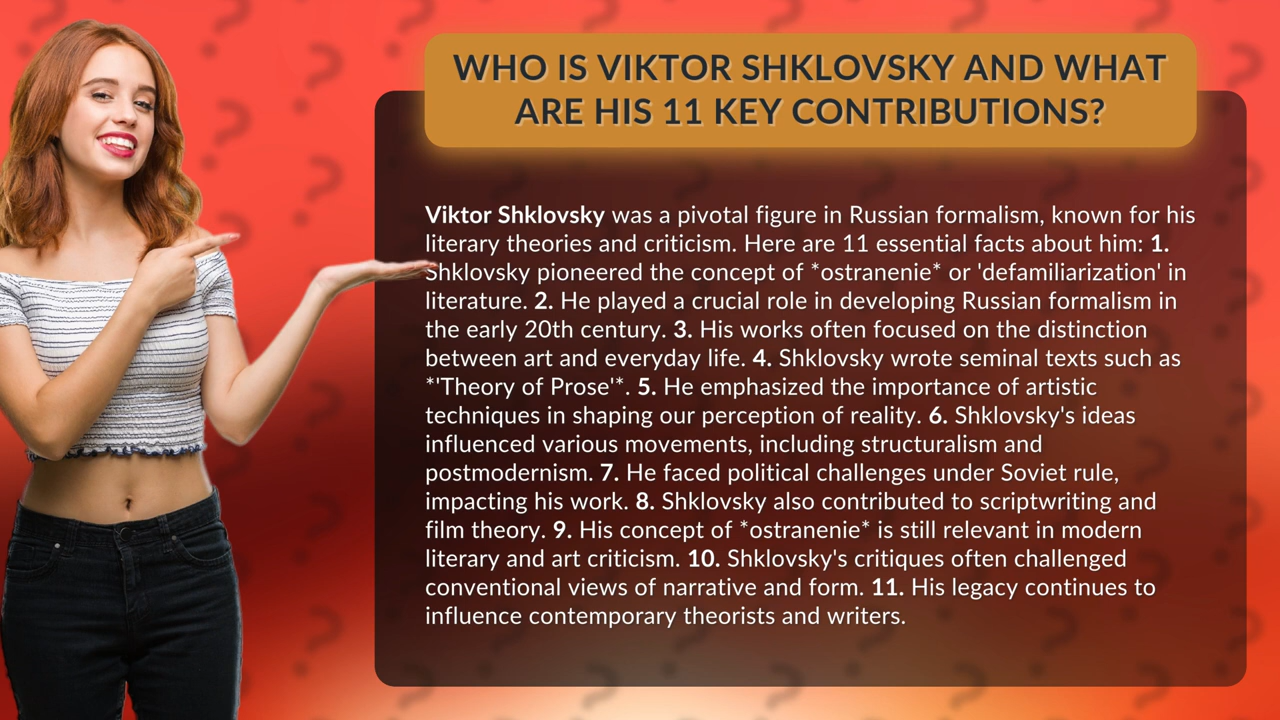 WHO IS VIKTOR SHKLOVSKY AND WHAT
ARE HIS 11 KEY CONTRIBUTIONS?
Viktor Shklovsky was a pivotal figure in Russian formalism, known for his
literary theories and criticism. Here are 11 essential facts about him: 1.
Shklovsky pioneered the concept of *ostranenie* or 'defamiliarization' in
literature. 2. He played a crucial role in developing Russian formalism in
the early 20th century. 3. His works often focused on the distinction
between art and everyday life. 4. Shklovsky wrote seminal texts such as
*'Theory of Prose'*. 5. He emphasized the importance of artistic
techniques in shaping our perception of reality. 6. Shklovsky's ideas
influenced various movements, including structuralism and
postmodernism. 7. He faced political challenges under Soviet rule,
impacting his work. 8. Shklovsky also contributed to scriptwriting and
film theory. 9. His concept of *ostranenie* is still relevant in modern
literary and art criticism. 10. Shklovsky's critiques often challenged
conventional views of narrative and form. 11. His legacy continues to
influence contemporary theorists and writers.